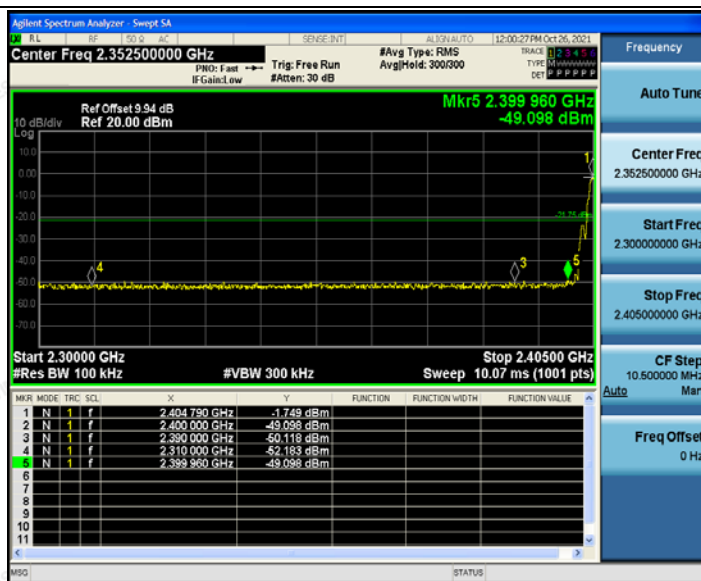 Agilent Spectrum Analyzer - Swept SA
RL RF 50 Ω AC SENSE:INT ALIGNAUTO 12:00:27 PM Oct 26, 2021
Center Freq 2.352500000 GHz
PNO: Fast
IFGain:Low
Trig: Free Run
#Atten: 30 dB
#Avg Type: RMS
Avg|Hold: 300/300
TRACE 1 2 3 4 5 6
TYPE M
DET P P P P P P
Frequency
Auto Tune
Center Freq
2.352500000 GHz
Start Freq
2.300000000 GHz
Stop Freq
2.405000000 GHz
CF Step
10.500000 MHz
Auto Man
Freq Offset
0 Hz
Mkr5 2.399 960 GHz
-49.098 dBm
Ref Offset 9.94 dB
10 dB/div Ref 20.00 dBm
Log
10.0
0.00
-10.0
-20.0
-30.0
-40.0
-50.0
-60.0
-70.0
1
-21.75 dBm
4
3
5
Start 2.30000 GHz Stop 2.40500 GHz
#Res BW 100 kHz #VBW 300 kHz Sweep 10.07 ms (1001 pts)
MKR MODE TRC SCL X Y FUNCTION FUNCTION WIDTH FUNCTION VALUE
1 N 1 f 2.404 790 GHz -1.749 dBm
2 N 1 f 2.400 000 GHz -49.098 dBm
3 N 1 f 2.390 000 GHz -50.118 dBm
4 N 1 f 2.310 000 GHz -52.183 dBm
5 N 1 f 2.399 960 GHz -49.098 dBm
6
7
8
9
10
11
MSG STATUS